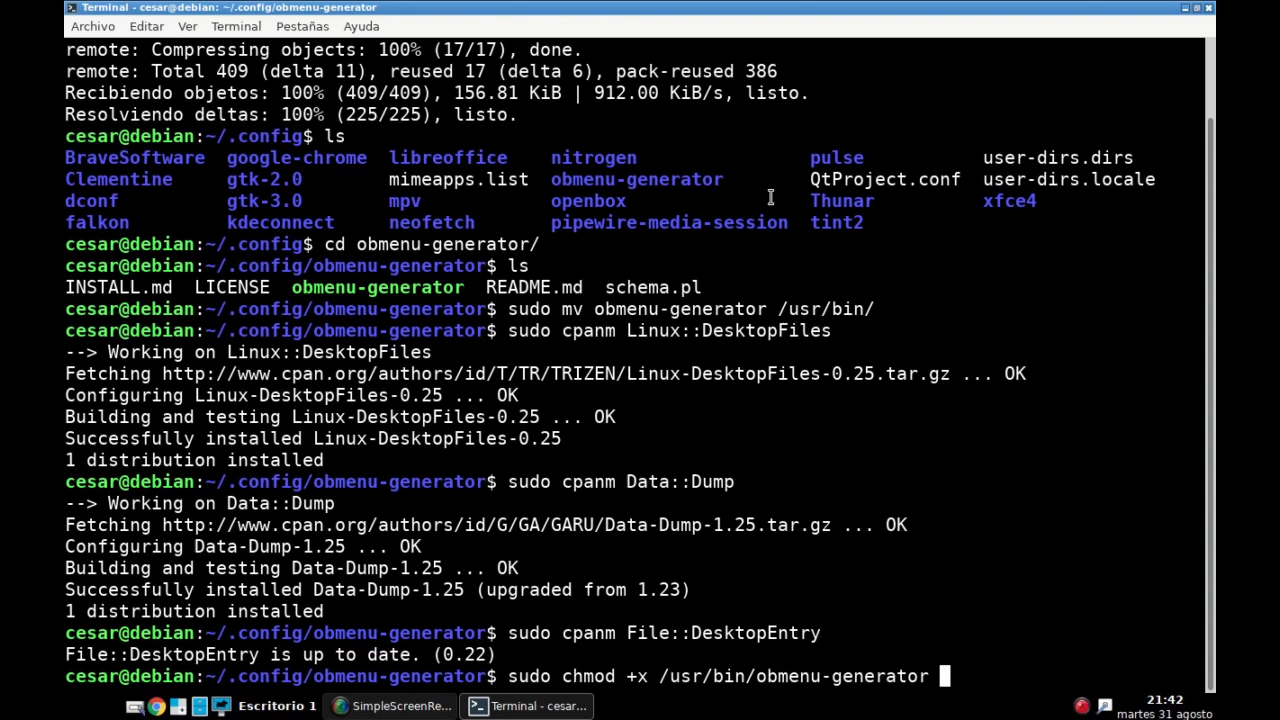 Terminal - cesar@debian: ~/.config/obmenu-generator
Archivo Editar Ver Terminal Pestañas Ayuda
remote: Compressing objects: 100% (17/17), done.
remote: Total 409 (delta 11), reused 17 (delta 6), pack-reused 386
Recibiendo objetos: 100% (409/409), 156.81 KiB | 912.00 KiB/s, listo.
Resolviendo deltas: 100% (225/225), listo.
cesar@debian:~/.config$ ls
BraveSoftware google-chrome libreoffice nitrogen pulse user-dirs.dirs
Clementine gtk-2.0 mimeapps.list obmenu-generator QtProject.conf user-dirs.locale
dconf gtk-3.0 mpv openbox Thunar xfce4
falkon kdeconnect neofetch pipewire-media-session tint2
cesar@debian:~/.config$ cd obmenu-generator/
cesar@debian:~/.config/obmenu-generator$ ls
INSTALL.md LICENSE obmenu-generator README.md schema.pl
cesar@debian:~/.config/obmenu-generator$ sudo mv obmenu-generator /usr/bin/
cesar@debian:~/.config/obmenu-generator$ sudo cpanm Linux::DesktopFiles
--> Working on Linux::DesktopFiles
Fetching http://www.cpan.org/authors/id/T/TR/TRIZEN/Linux-DesktopFiles-0.25.tar.gz ... OK
Configuring Linux-DesktopFiles-0.25 ... OK
Building and testing Linux-DesktopFiles-0.25 ... OK
Successfully installed Linux-DesktopFiles-0.25
1 distribution installed
cesar@debian:~/.config/obmenu-generator$ sudo cpanm Data::Dump
--> Working on Data::Dump
Fetching http://www.cpan.org/authors/id/G/GA/GARU/Data-Dump-1.25.tar.gz ... OK
Configuring Data-Dump-1.25 ... OK
Building and testing Data-Dump-1.25 ... OK
Successfully installed Data-Dump-1.25 (upgraded from 1.23)
1 distribution installed
cesar@debian:~/.config/obmenu-generator$ sudo cpanm File::DesktopEntry
File::DesktopEntry is up to date. (0.22)
cesar@debian:~/.config/obmenu-generator$ sudo chmod +x /usr/bin/obmenu-generator
Escritorio 1 SimpleScreenRe... Terminal - cesar... 21:42
martes 31 agosto